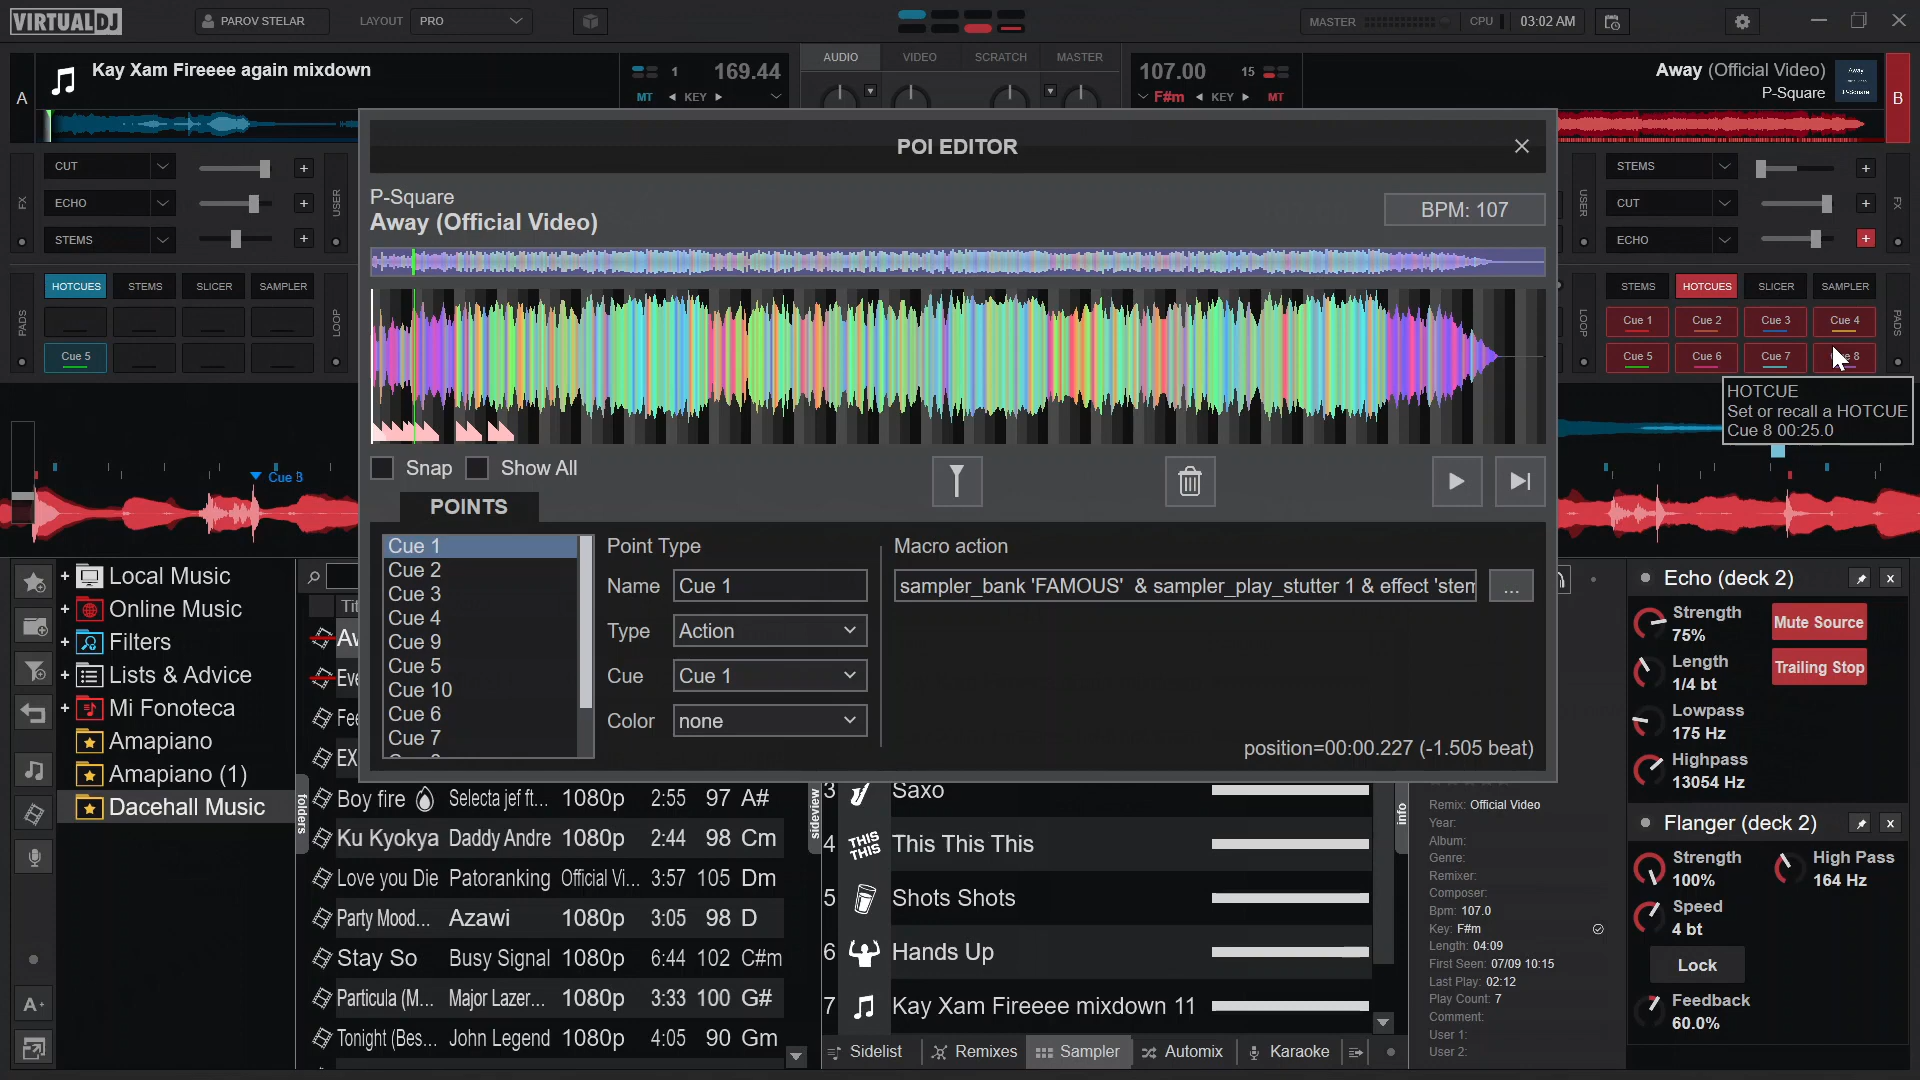 VIRTUALDJ
PAROV STELAR
LAYOUT PRO
MASTER
CPU
03:02 AM
A
Kay Xam Fireeee again mixdown
1
169.44
MT
KEY
AUDIO
VIDEO
SCRATCH
MASTER
107.00
15
F#m
KEY
MT
Away (Official Video)
P-Square
B
FX
CUT
ECHO
STEMS
USER
POI EDITOR
P-Square
Away (Official Video)
BPM: 107
USER
STEMS
CUT
ECHO
FX
PADS
HOTCUES STEMS SLICER SAMPLER
Cue 5
LOOP
LOOP
STEMS HOTCUES SLICER SAMPLER
Cue 1 Cue 2 Cue 3 Cue 4
Cue 5 Cue 6 Cue 7
PADS
HOTCUE
Set or recall a HOTCUE
Cue 8 00:25.0
Snap
Show All
POINTS
Cue 1
Cue 2
Cue 3
Cue 4
Cue 9
Cue 5
Cue 10
Cue 6
Cue 7
Point Type
Name Cue 1
Type Action
Cue Cue 1
Color none
Macro action
sampler_bank 'FAMOUS' & sampler_play_stutter 1 & effect 'sten
...
position=00:00.227 (-1.505 beat)
Local Music
Online Music
Filters
Lists & Advice
Mi Fonoteca
Amapiano
Amapiano (1)
Dacehall Music
folders
Boy fire Selecta jef ft... 1080p 2:55 97 A#
Ku Kyokya Daddy Andre 1080p 2:44 98 Cm
Love you Die Patoranking Official Vi... 3:57 105 Dm
Party Mood... Azawi 1080p 3:05 98 D
Stay So Busy Signal 1080p 6:44 102 C#m
Particula (M... Major Lazer... 1080p 3:33 100 G#
Tonight (Bes... John Legend 1080p 4:05 90 Gm
sideview
3 Saxo
4 THIS THIS This This This
5 Shots Shots
6 Hands Up
7 Kay Xam Fireeee mixdown 11
Sidelist Remixes Sampler Automix Karaoke
info
Remix: Official Video
Year:
Album:
Genre:
Remixer:
Composer:
Bpm: 107.0
Key: F#m
Length: 04:09
First Seen: 07/09 10:15
Last Play: 02:12
Play Count: 7
Comment:
User 1:
User 2:
Echo (deck 2)
Strength
75%
Mute Source
Length
1/4 bt
Trailing Stop
Lowpass
175 Hz
Highpass
13054 Hz
Flanger (deck 2)
Strength
100%
High Pass
164 Hz
Speed
4 bt
Lock
Feedback
60.0%